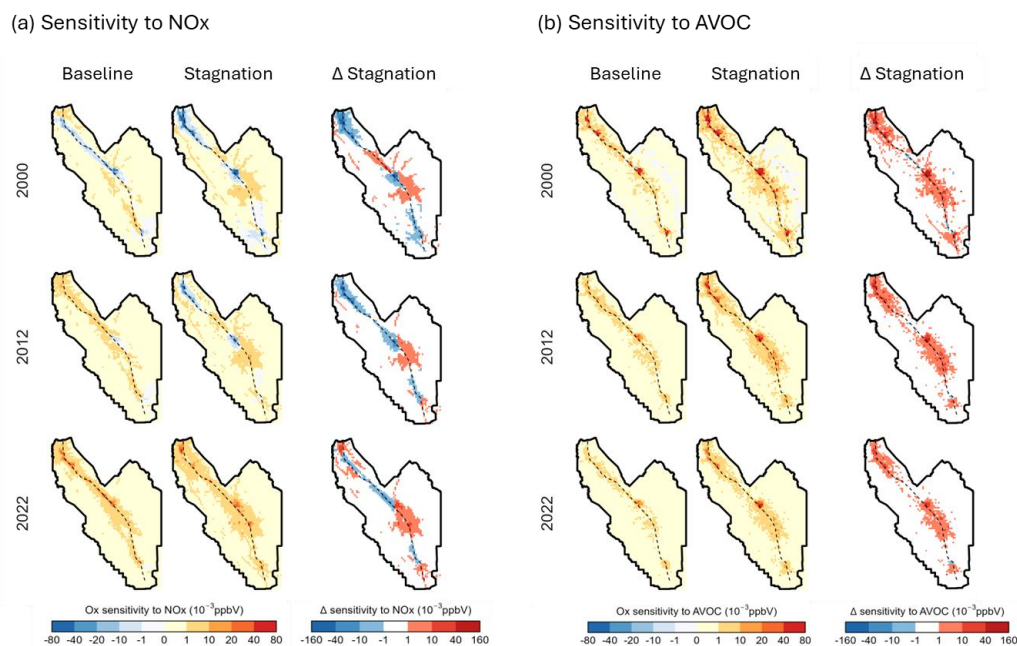 (a) Sensitivity to NOx
(b) Sensitivity to AVOC
Baseline Stagnation Δ Stagnation
Baseline Stagnation Δ Stagnation
2000
2012
2022
2000
2012
2022
Ox sensitivity to NOx (10⁻³ppbV)
-80 -40 -20 -10 -1 0 1 10 20 40 80
Δ sensitivity to NOx (10⁻³ppbV)
-160 -40 -10 -1 1 10 40 160
Ox sensitivity to AVOC (10⁻³ppbV)
-80 -40 -20 -10 -1 0 1 10 20 40 80
Δ sensitivity to AVOC (10⁻³ppbV)
-160 -40 -10 -1 1 10 40 160